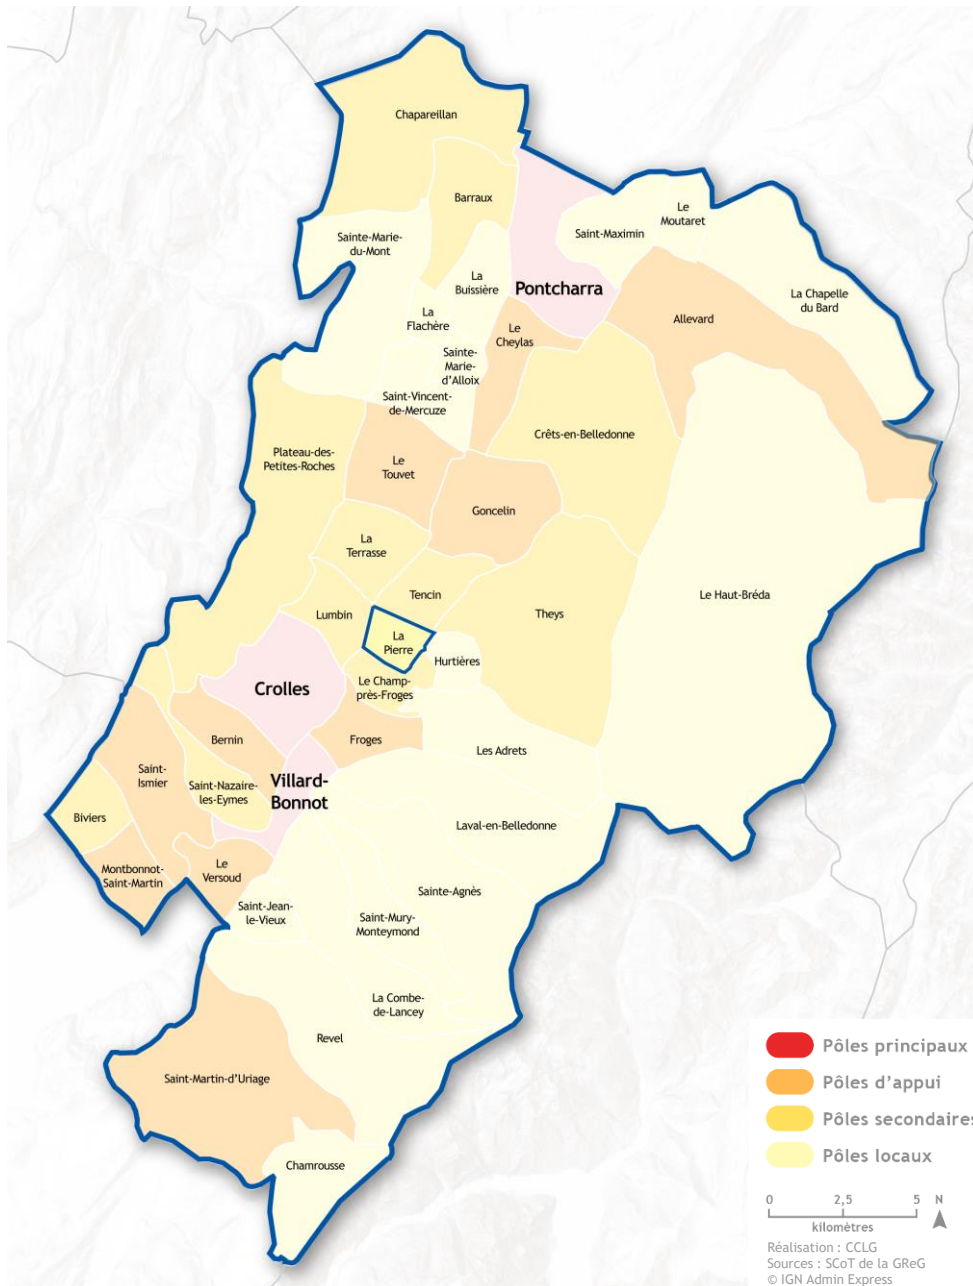 Chapareillan
Barraux
Le
Moutaret
Saint-Maximin
Sainte-Marie-
du-Mont
La
Buissière
Pontcharra
La Chapelle
du Bard
La
Flachère
Allevard
Le
Cheylas
Sainte-
Marie-
d'Alloix
Saint-Vincent-
de-Mercuze
Crêts-en-Belledonne
Plateau-des-
Petites-Roches
Le
Touvet
Goncelin
La
Terrasse
Tencin
Le Haut-Bréda
Lumbin
Theys
La
Pierre
Hurtières
Crolles
Le Champ-
près-Froges
Bernin
Froges
Les Adrets
Saint-
Ismier
Villard-
Bonnot
Saint-Nazaire-
les-Eymes
Biviers
Laval-en-Belledonne
Montbonnot-
Saint-Martin
Le
Versoud
Sainte-Agnès
Saint-Jean-
le-Vieux
Saint-Mury-
Monteymond
La Combe-
de-Lancey
Revel
Saint-Martin-d'Uriage
Chamrousse
Pôles principaux
Pôles d'appui
Pôles secondaires
Pôles locaux
0 2,5 5 N
kilomètres
Réalisation : CCLG
Sources : SCoT de la GReG
© IGN Admin Express